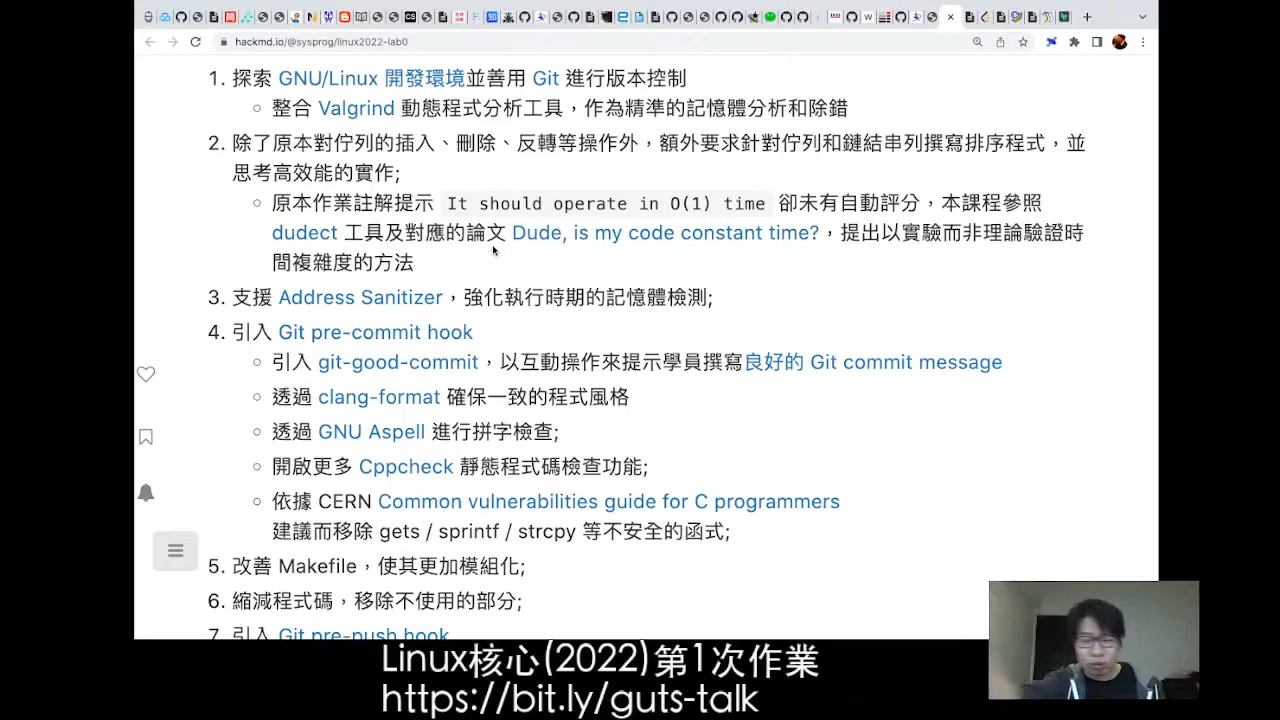 hackmd.io/@sysprog/linux2022-lab0
1. 探索 GNU/Linux 開發環境並善用 Git 進行版本控制
整合 Valgrind 動態程式分析工具，作為精準的記憶體分析和除錯
2. 除了原本對佇列的插入、刪除、反轉等操作外，額外要求針對佇列和鏈結串列撰寫排序程式，並
思考高效能的實作;
原本作業註解提示 It should operate in O(1) time 卻未有自動評分，本課程參照
dudect 工具及對應的論文 Dude, is my code constant time?，提出以實驗而非理論驗證時
間複雜度的方法
3. 支援 Address Sanitizer，強化執行時期的記憶體檢測;
4. 引入 Git pre-commit hook
引入 git-good-commit，以互動操作來提示學員撰寫良好的 Git commit message
透過 clang-format 確保一致的程式風格
透過 GNU Aspell 進行拼字檢查;
開啟更多 Cppcheck 靜態程式碼檢查功能;
依據 CERN Common vulnerabilities guide for C programmers
建議而移除 gets / sprintf / strcpy 等不安全的函式;
5. 改善 Makefile，使其更加模組化;
6. 縮減程式碼，移除不使用的部分;
7. 引入 Git pre-push hook
Linux核心(2022)第1次作業
https://bit.ly/guts-talk